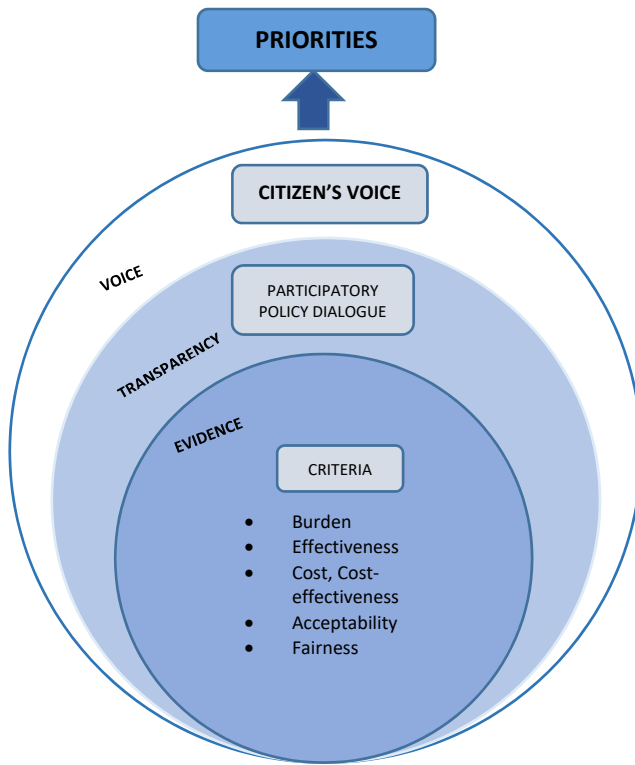 PRIORITIES
CITIZEN’S VOICE
VOICE
PARTICIPATORY
POLICY DIALOGUE
TRANSPARENCY
EVIDENCE
CRITERIA
• Burden
• Effectiveness
• Cost, Cost-
effectiveness
• Acceptability
• Fairness